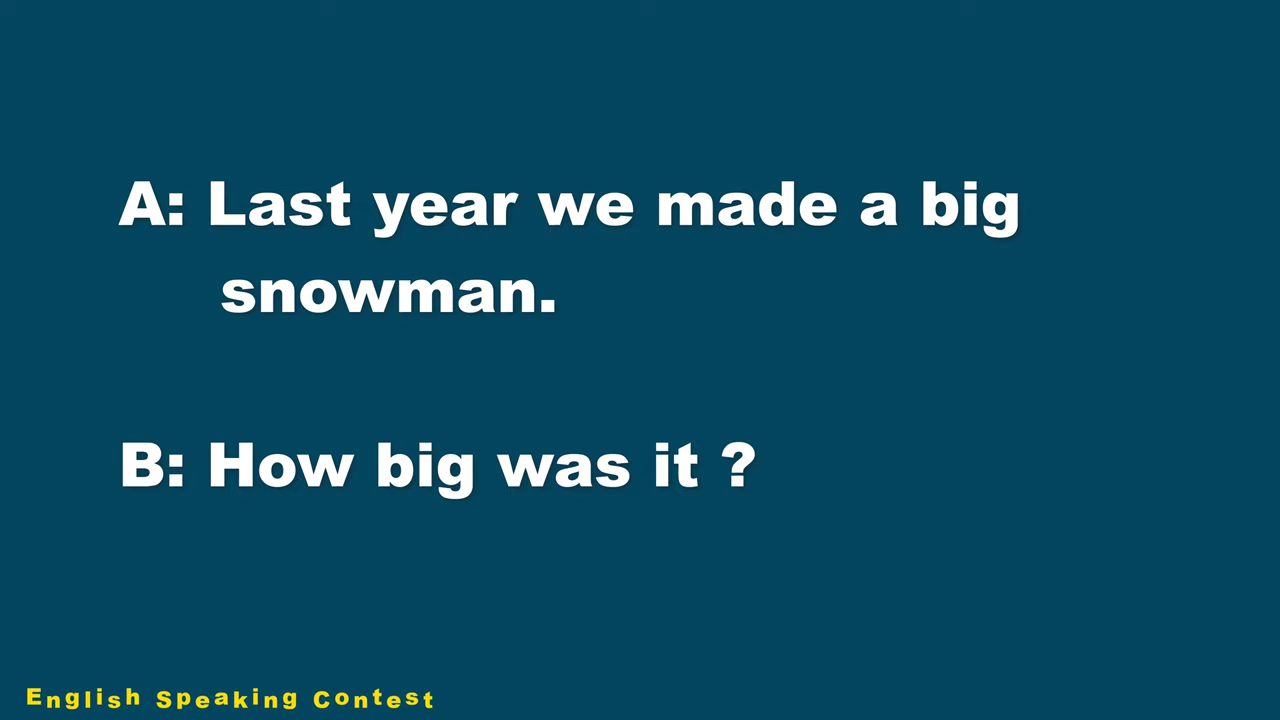 A: Last year we made a big
snowman.
B: How big was it ?
English Speaking Contest